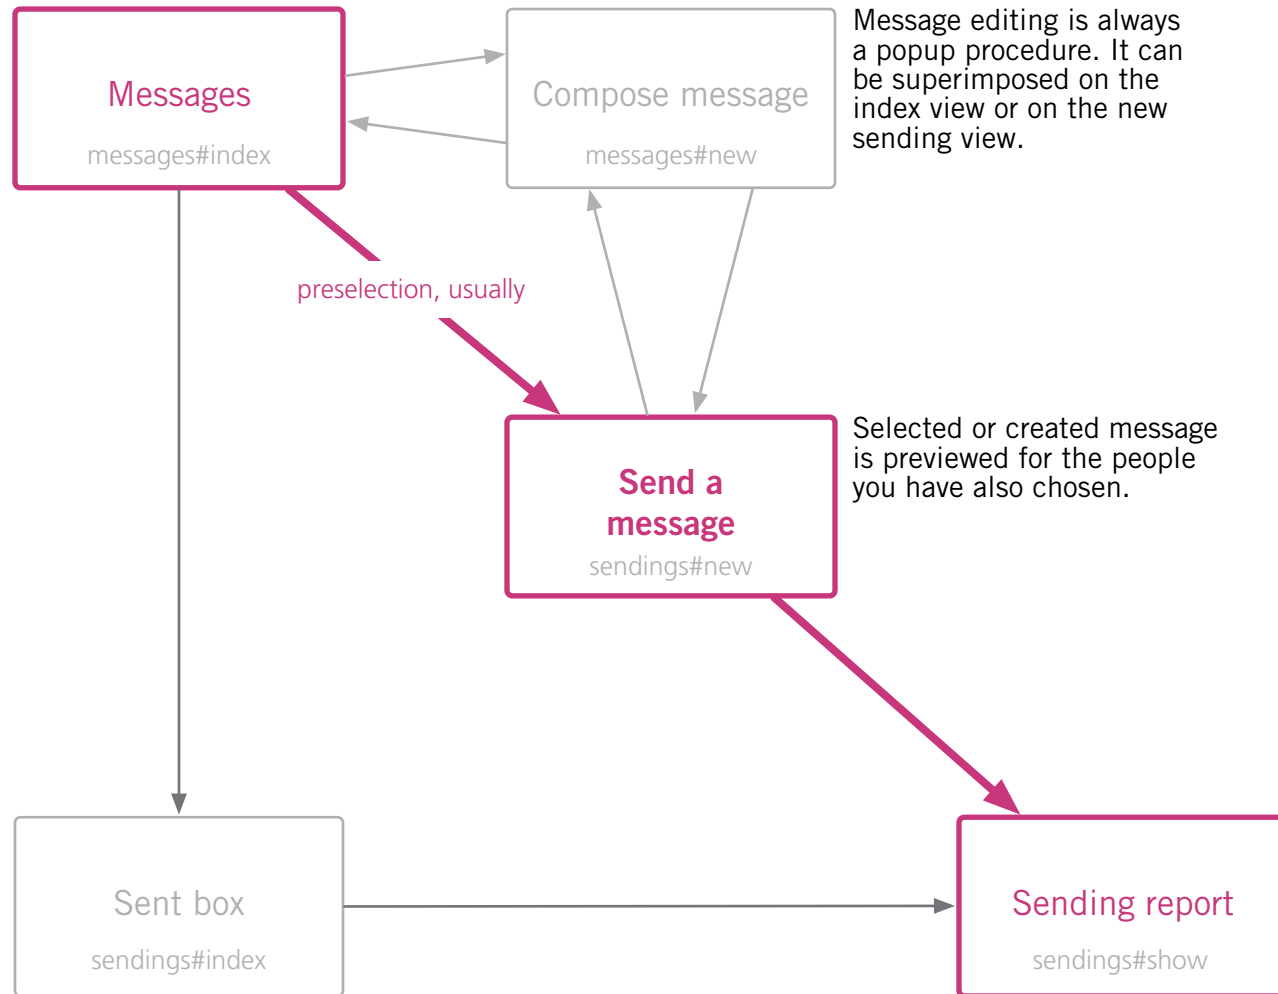 Messages
messages#index
Compose message
messages#new
Message editing is always
a popup procedure. It can
be superimposed on the
index view or on the new
sending view.
preselection, usually
Send a
message
sendings#new
Selected or created message
is previewed for the people
you have also chosen.
Sent box
sendings#index
Sending report
sendings#show